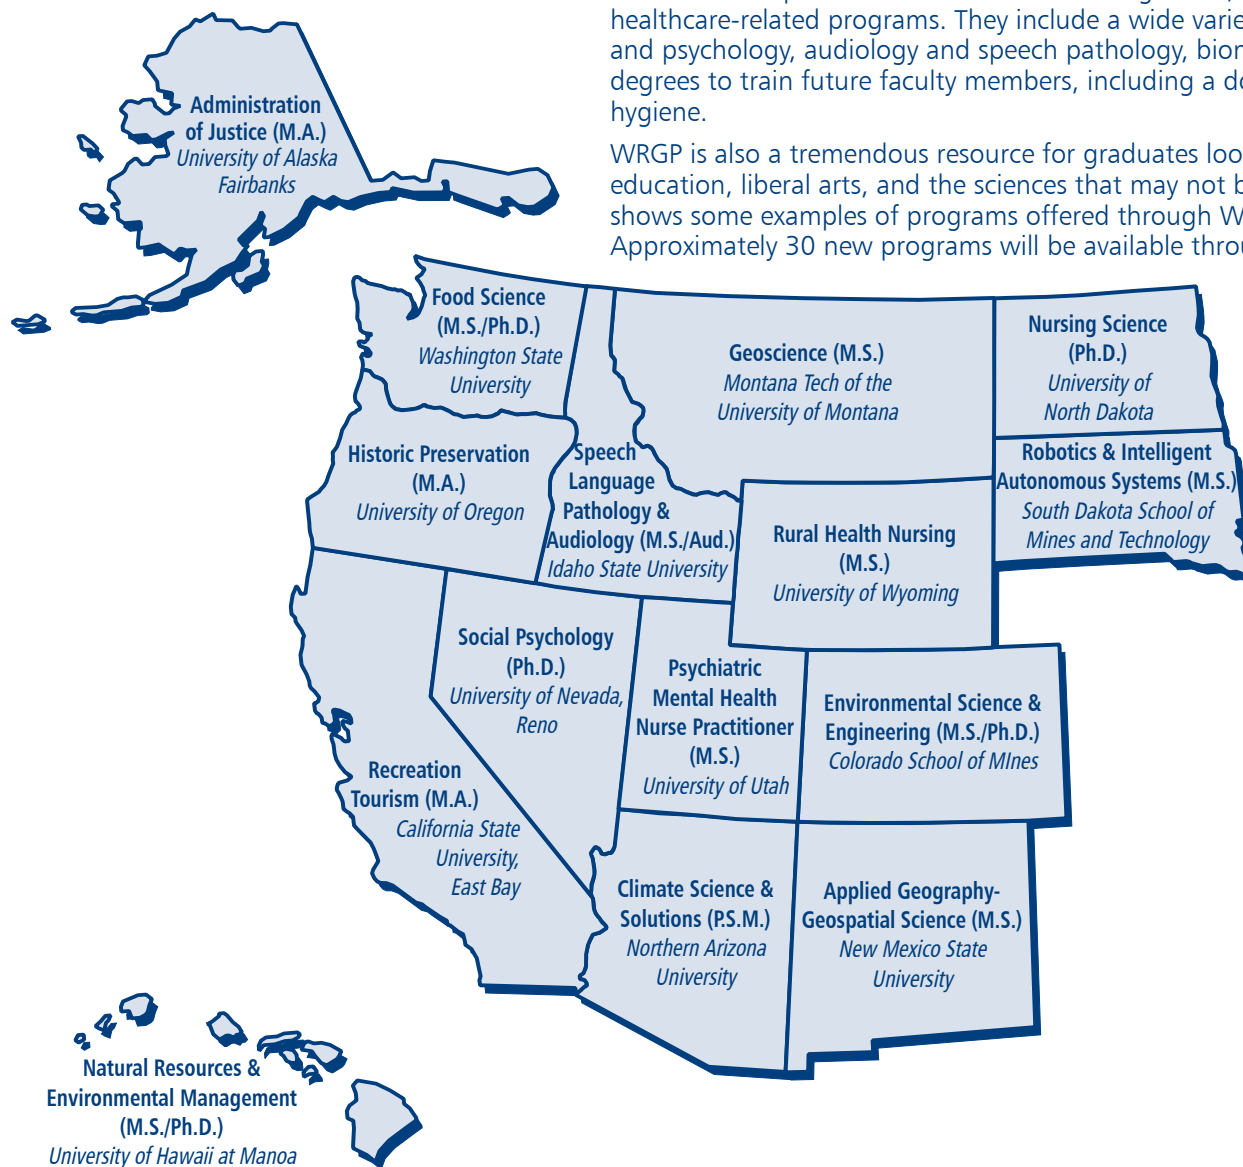 healthcare-related programs. They include a wide varie
and psychology, audiology and speech pathology, bio
degrees to train future faculty members, including a do
hygiene.
WRGP is also a tremendous resource for graduates loo
education, liberal arts, and the sciences that may not b
shows some examples of programs offered through W
Approximately 30 new programs will be available throu
Administration
of Justice (M.A.)
University of Alaska
Fairbanks
Food Science
(M.S./Ph.D.)
Washington State
University
Geoscience (M.S.)
Montana Tech of the
University of Montana
Nursing Science
(Ph.D.)
University of
North Dakota
Historic Preservation
(M.A.)
University of Oregon
Speech
Language
Pathology &
Audiology (M.S./Aud.)
Idaho State University
Robotics & Intelligent
Autonomous Systems (M.S.)
South Dakota School of
Mines and Technology
Rural Health Nursing
(M.S.)
University of Wyoming
Social Psychology
(Ph.D.)
University of Nevada,
Reno
Psychiatric
Mental Health
Nurse Practitioner
(M.S.)
University of Utah
Environmental Science &
Engineering (M.S./Ph.D.)
Colorado School of MInes
Recreation
Tourism (M.A.)
California State
University,
East Bay
Climate Science &
Solutions (P.S.M.)
Northern Arizona
University
Applied Geography-
Geospatial Science (M.S.)
New Mexico State
University
Natural Resources &
Environmental Management
(M.S./Ph.D.)
University of Hawaii at Manoa